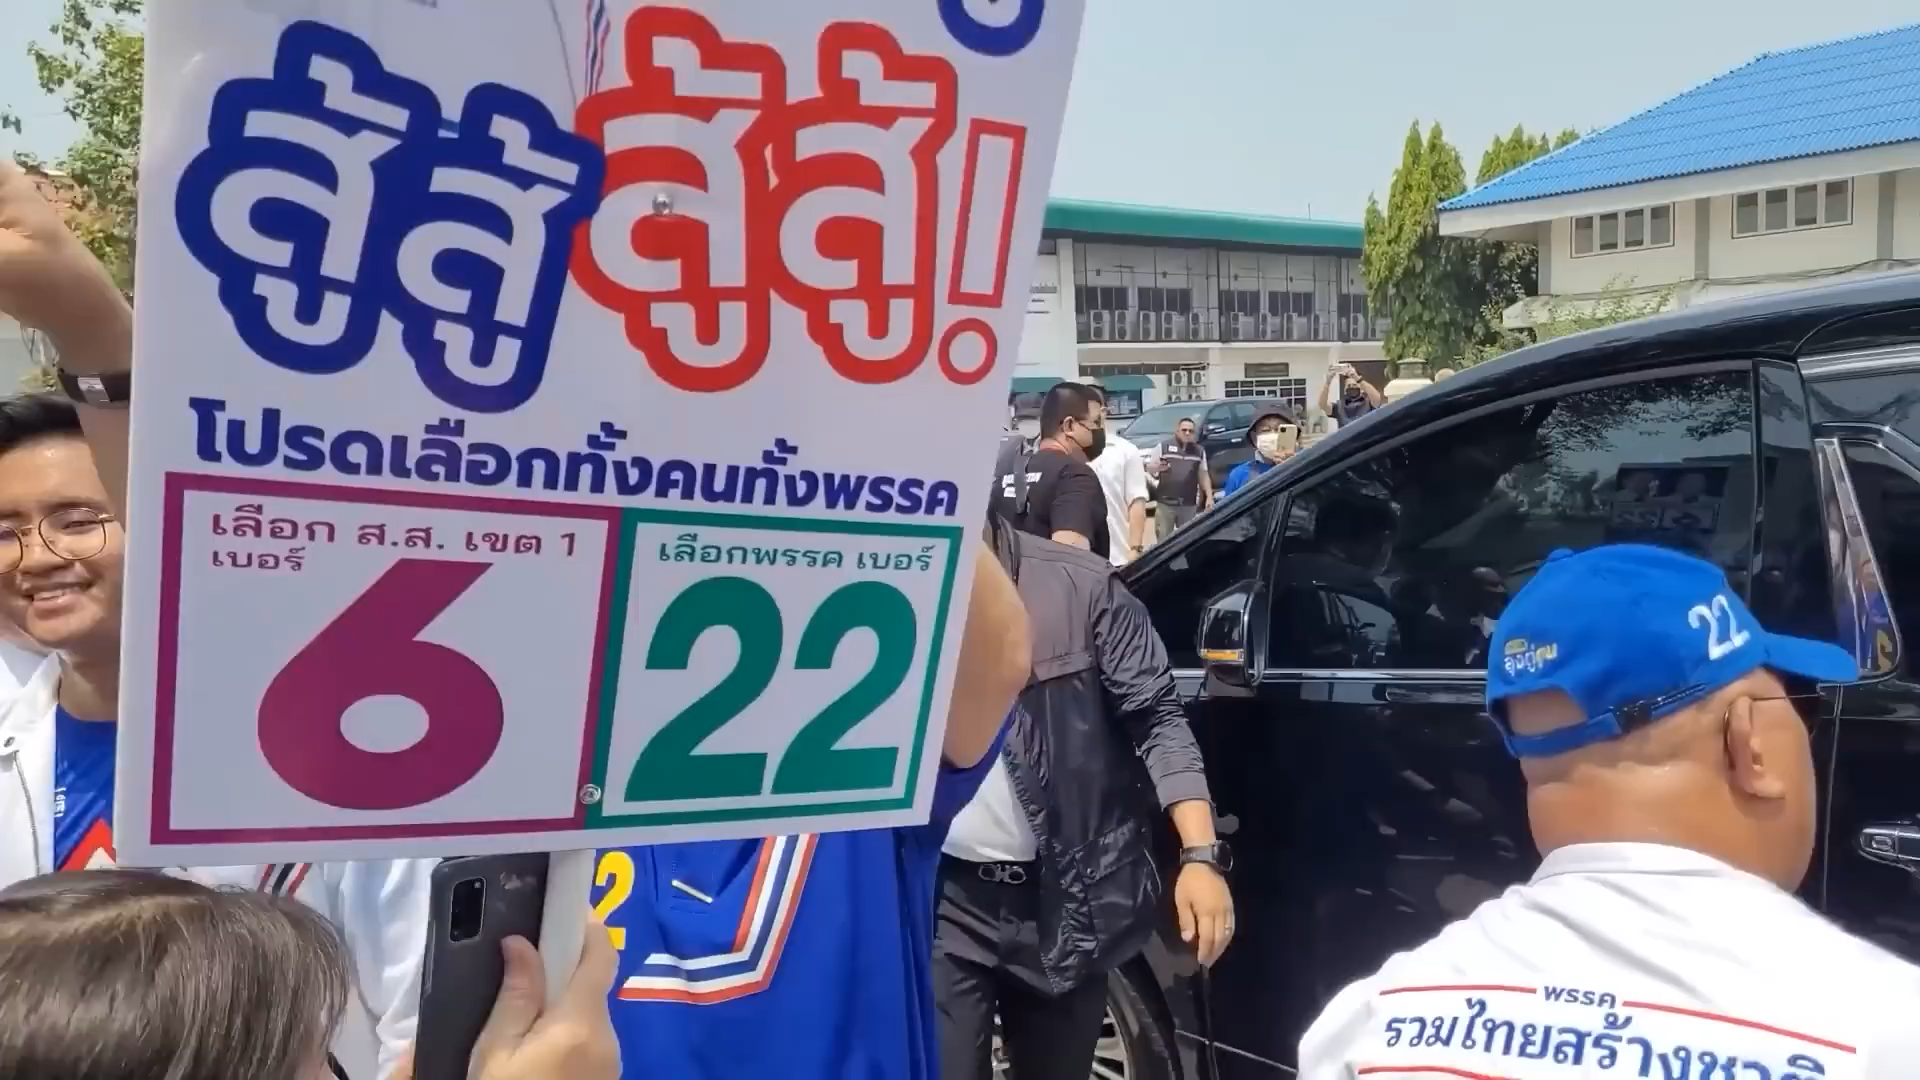 สู้สู้สู้สู้!
โปรดเลือกทั้งคนทั้งพรรค
เลือก ส.ส. เขต 1
เบอร์
6
เลือกพรรค เบอร์
22
22
พรรค
รวมไทยสร้างชาติ